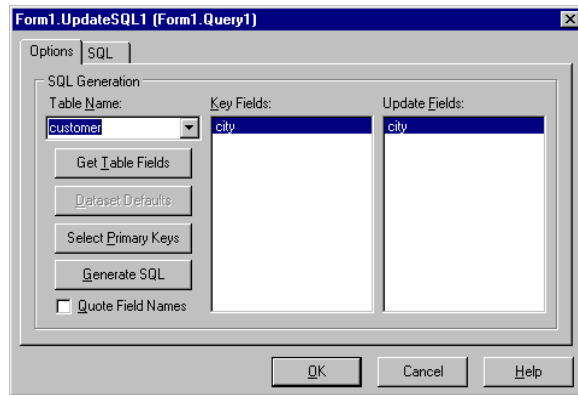 Form1.UpdateSQL1 (Form1.Query1)
Options SQL
SQL Generation
Table Name: Key Fields: Update Fields:
customer city city
Get Table Fields
Dataset Defaults
Select Primary Keys
Generate SQL
Quote Field Names
OK Cancel Help